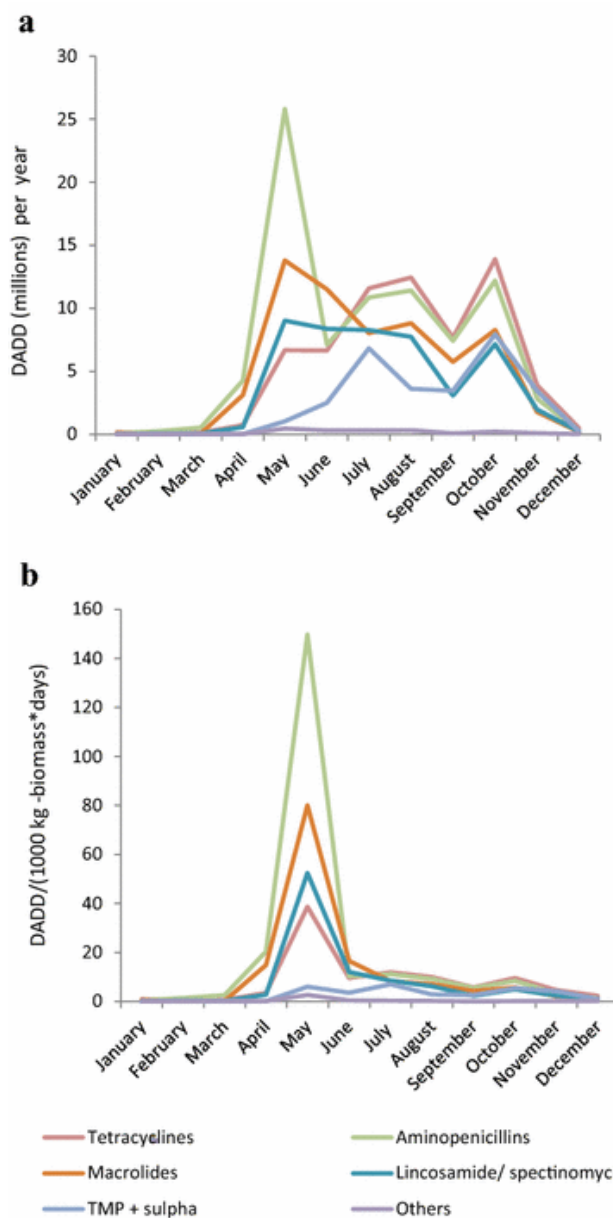 a
DADD (millions) per year
30
25
20
15
10
5
0
January
February
March
April
May
June
July
August
September
October
November
December
b
DADD/(1000 kg -biomass*days)
160
140
120
100
80
60
40
20
0
January
February
March
April
May
June
July
August
September
October
November
December
Tetracyclines
Aminopenicillins
Macrolides
Lincosamide/ spectinomyc
TMP + sulpha
Others